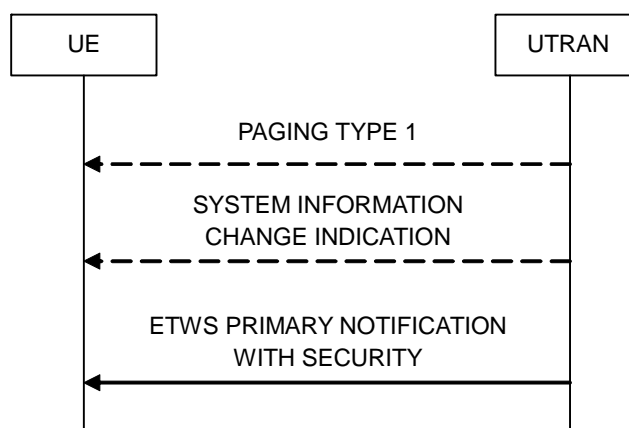 UE
UTRAN
PAGING TYPE 1
SYSTEM INFORMATION
CHANGE INDICATION
ETWS PRIMARY NOTIFICATION
WITH SECURITY